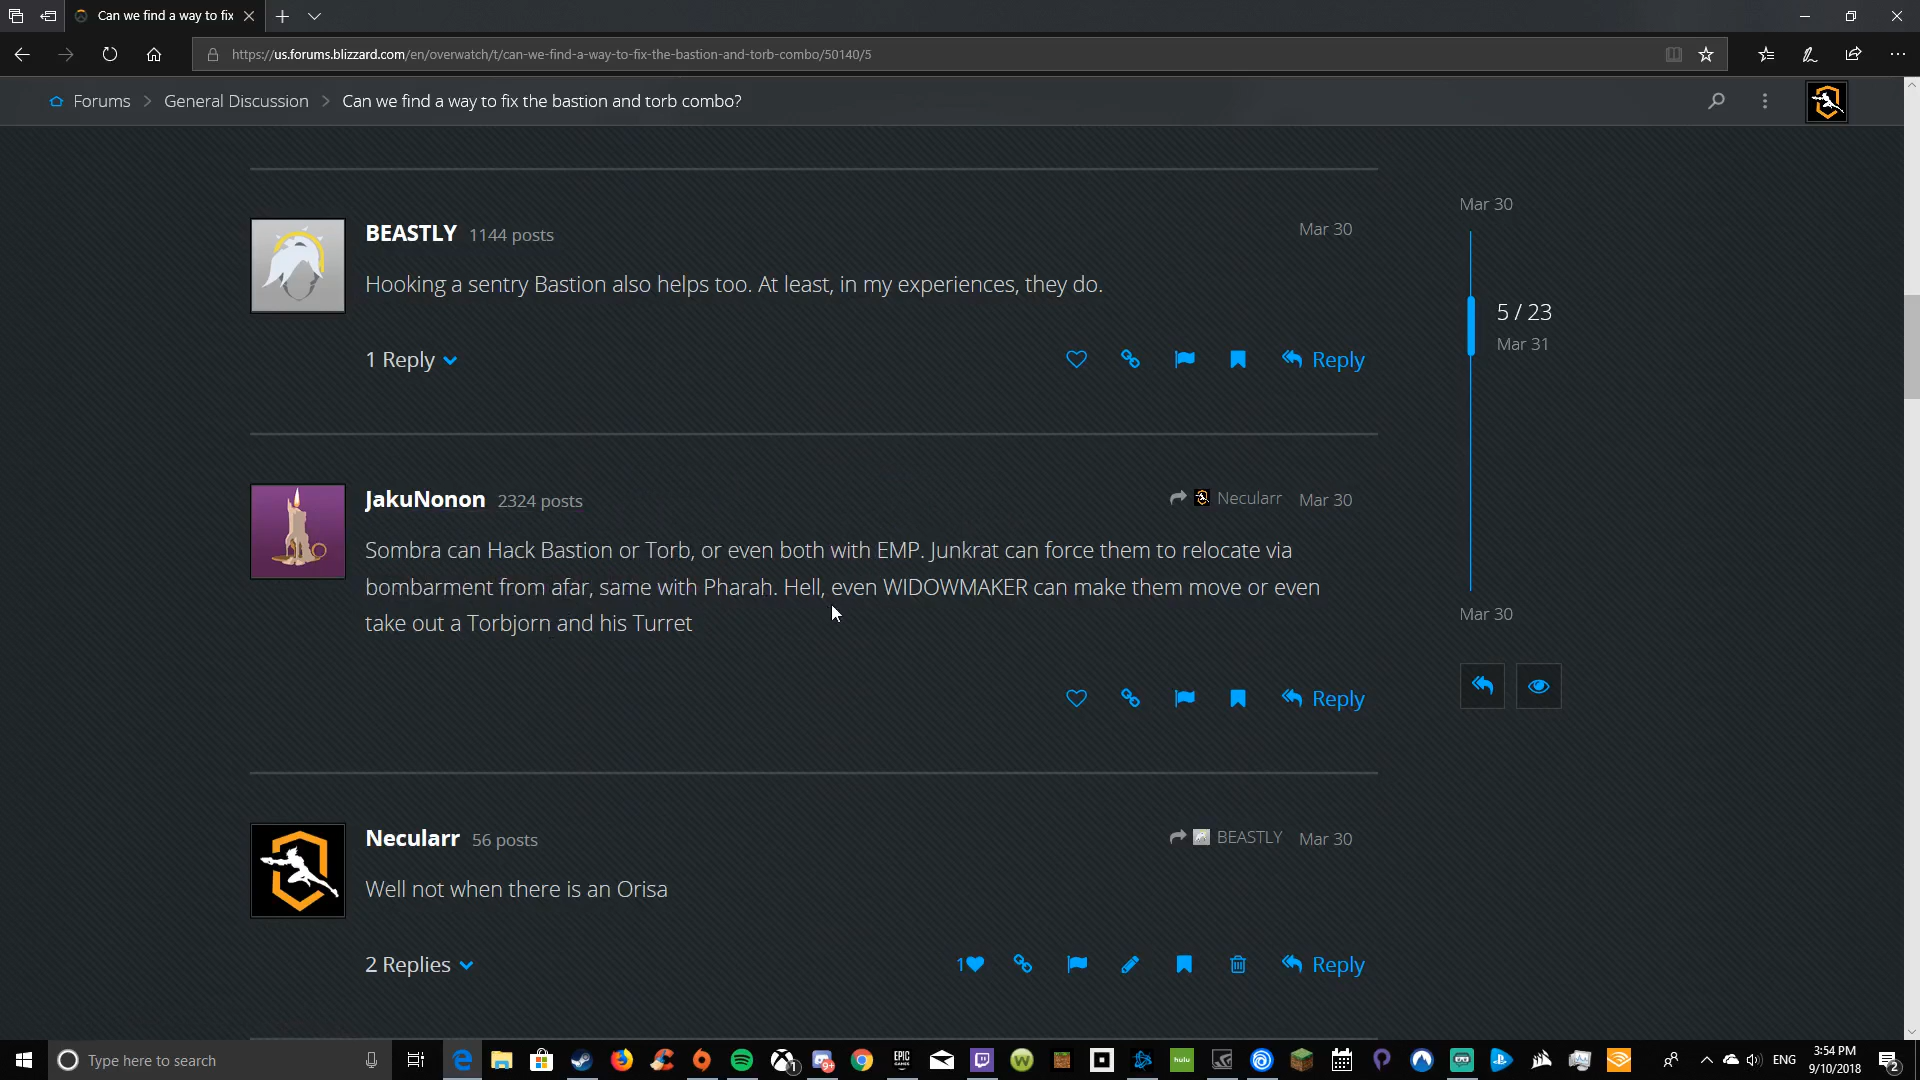 Can we find a way to fix
https://us.forums.blizzard.com/en/overwatch/t/can-we-find-a-way-to-fix-the-bastion-and-torb-combo/50140/5
Forums > General Discussion > Can we find a way to fix the bastion and torb combo?
Mar 30
BEASTLY 1144 posts Mar 30
Hooking a sentry Bastion also helps too. At least, in my experiences, they do.
5 / 23
Mar 31
1 Reply Reply
JakuNonon 2324 posts Necularr Mar 30
Sombra can Hack Bastion or Torb, or even both with EMP. Junkrat can force them to relocate via
bombarment from afar, same with Pharah. Hell, even WIDOWMAKER can make them move or even
take out a Torbjorn and his Turret
Mar 30
Reply
Necularr 56 posts BEASTLY Mar 30
Well not when there is an Orisa
2 Replies 1 Reply
Type here to search
EPIC GAMES
hulu
ENG
3:54 PM
9/10/2018
2